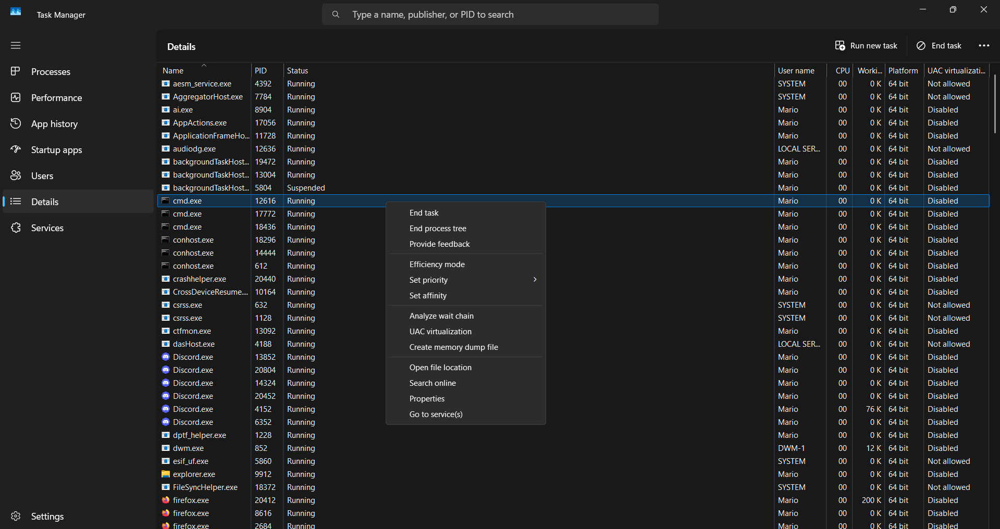 Task Manager
Type a name, publisher, or PID to search
Details
Run new task
End task
Processes
Performance
App history
Startup apps
Users
Details
Services
Settings
Name PID Status User name CPU Worki... Platform UAC virtualizati...
aesm_service.exe 4392 Running SYSTEM 00 0 K 64 bit Not allowed
AggregatorHost.exe 7784 Running SYSTEM 00 0 K 64 bit Not allowed
ai.exe 8904 Running Mario 00 0 K 64 bit Disabled
AppActions.exe 17056 Running Mario 00 0 K 64 bit Disabled
ApplicationFrameHo... 11728 Running Mario 00 0 K 64 bit Disabled
audiodg.exe 12636 Running LOCAL SER... 00 0 K 64 bit Not allowed
backgroundTaskHost... 19472 Running Mario 00 0 K 64 bit Disabled
backgroundTaskHost... 13004 Running Mario 00 0 K 64 bit Disabled
backgroundTaskHost... 5804 Suspended Mario 00 0 K 64 bit Disabled
cmd.exe 12616 Running Mario 00 0 K 64 bit Disabled
cmd.exe 17772 Running Mario 00 0 K 64 bit Disabled
cmd.exe 18436 Running Mario 00 0 K 64 bit Disabled
conhost.exe 18296 Running Mario 00 0 K 64 bit Disabled
conhost.exe 14444 Running Mario 00 0 K 64 bit Disabled
conhost.exe 612 Running Mario 00 0 K 64 bit Disabled
crashhelper.exe 20440 Running Mario 00 0 K 64 bit Disabled
CrossDeviceResume.... 10164 Running Mario 00 0 K 64 bit Disabled
csrss.exe 632 Running SYSTEM 00 0 K 64 bit Not allowed
csrss.exe 1128 Running SYSTEM 00 0 K 64 bit Not allowed
ctfmon.exe 13092 Running Mario 00 0 K 64 bit Disabled
dasHost.exe 4188 Running LOCAL SER... 00 0 K 64 bit Not allowed
Discord.exe 13852 Running Mario 00 0 K 64 bit Disabled
Discord.exe 20804 Running Mario 00 0 K 64 bit Disabled
Discord.exe 14324 Running Mario 00 0 K 64 bit Disabled
Discord.exe 20452 Running Mario 00 0 K 64 bit Disabled
Discord.exe 4152 Running Mario 00 76 K 64 bit Disabled
Discord.exe 6352 Running Mario 00 0 K 64 bit Disabled
dptf_helper.exe 1228 Running Mario 00 0 K 64 bit Disabled
dwm.exe 852 Running DWM-1 00 12 K 64 bit Disabled
esif_uf.exe 5860 Running SYSTEM 00 0 K 64 bit Not allowed
explorer.exe 9912 Running Mario 00 0 K 64 bit Disabled
FileSyncHelper.exe 18372 Running SYSTEM 00 0 K 64 bit Not allowed
firefox.exe 20412 Running Mario 00 200 K 64 bit Disabled
firefox.exe 8616 Running Mario 00 0 K 64 bit Disabled
firefox.exe 2684 Running Mario 00 0 K 64 bit Disabled
End task
End process tree
Provide feedback
Efficiency mode
Set priority
Set affinity
Analyze wait chain
UAC virtualization
Create memory dump file
Open file location
Search online
Properties
Go to service(s)